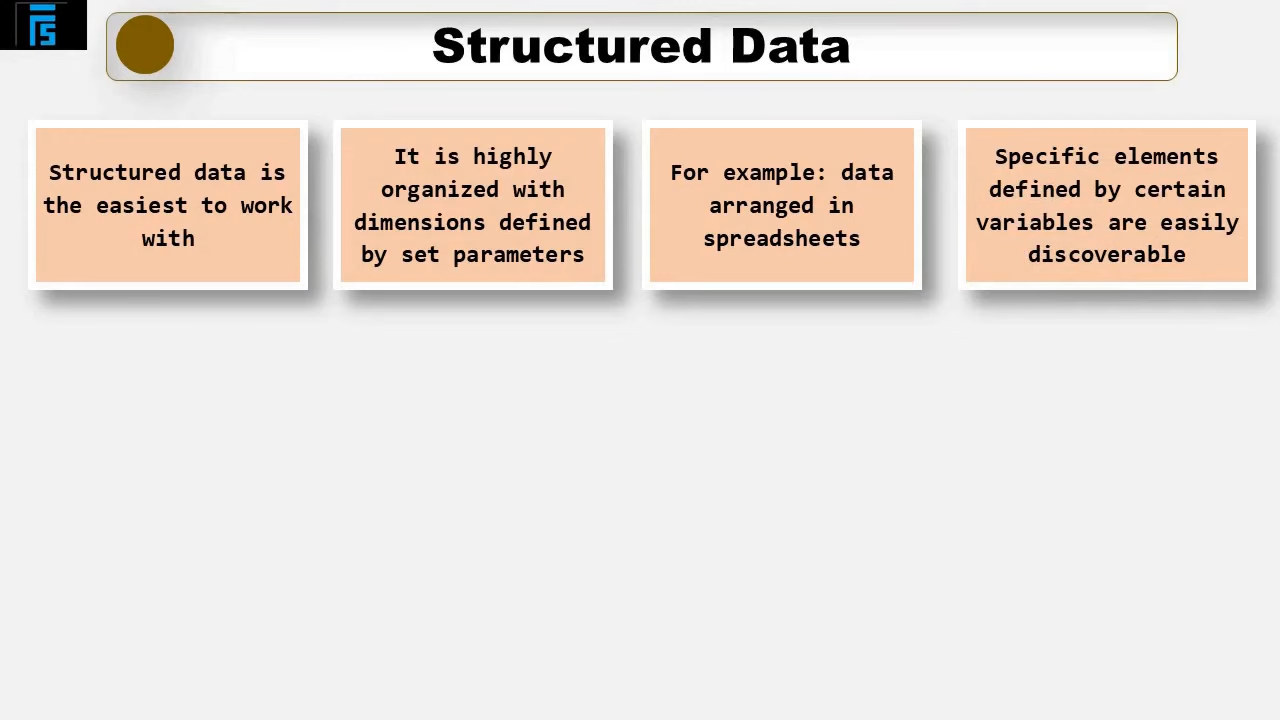 Structured Data
Structured data is
the easiest to work
with
It is highly
organized with
dimensions defined
by set parameters
For example: data
arranged in
spreadsheets
Specific elements
defined by certain
variables are easily
discoverable